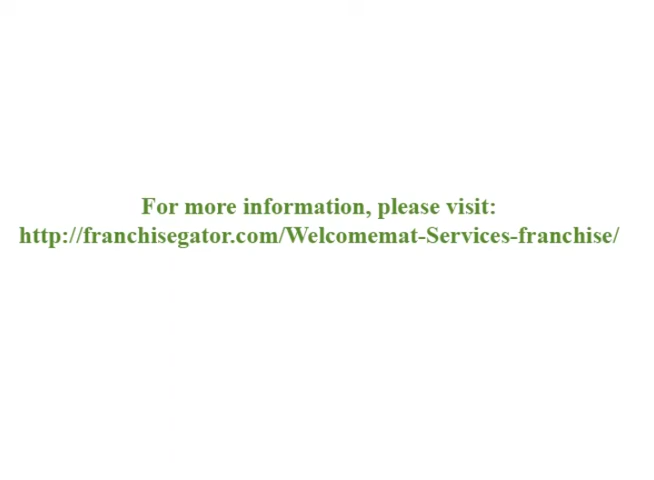 For more information, please visit:
http://franchisegator.com/Welcomemat-Services-franchise/